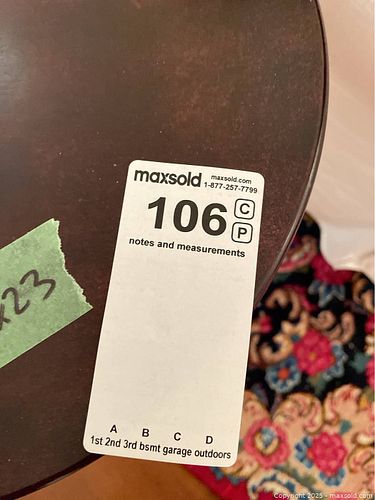 maxsold maxsold.com
1-877-257-7799
106 C
P
notes and measurements
23
A B C D
1st 2nd 3rd bsmt garage outdoors
Copyright 2025 - maxsold.com